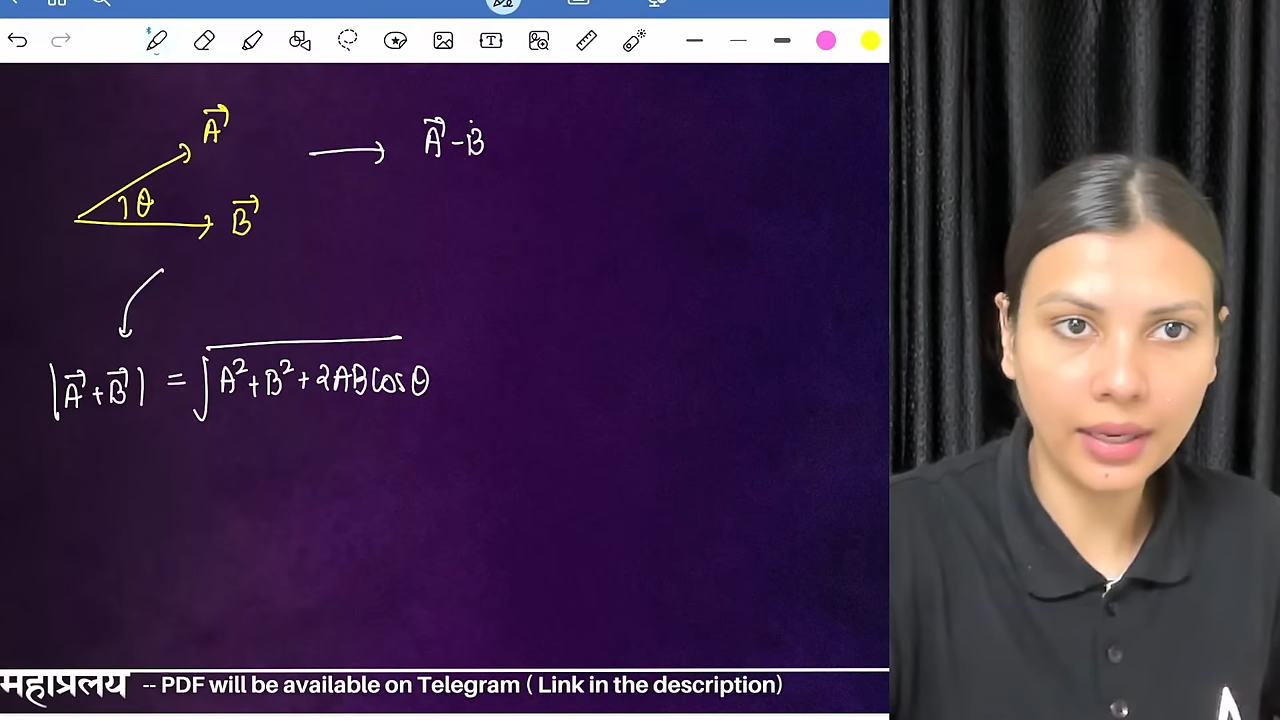 A⃗
A⃗ - B
θ
B⃗
|A⃗ + B⃗| = √A² + B² + 2AB Cos θ
महाप्रलय -- PDF will be available on Telegram ( Link in the description)